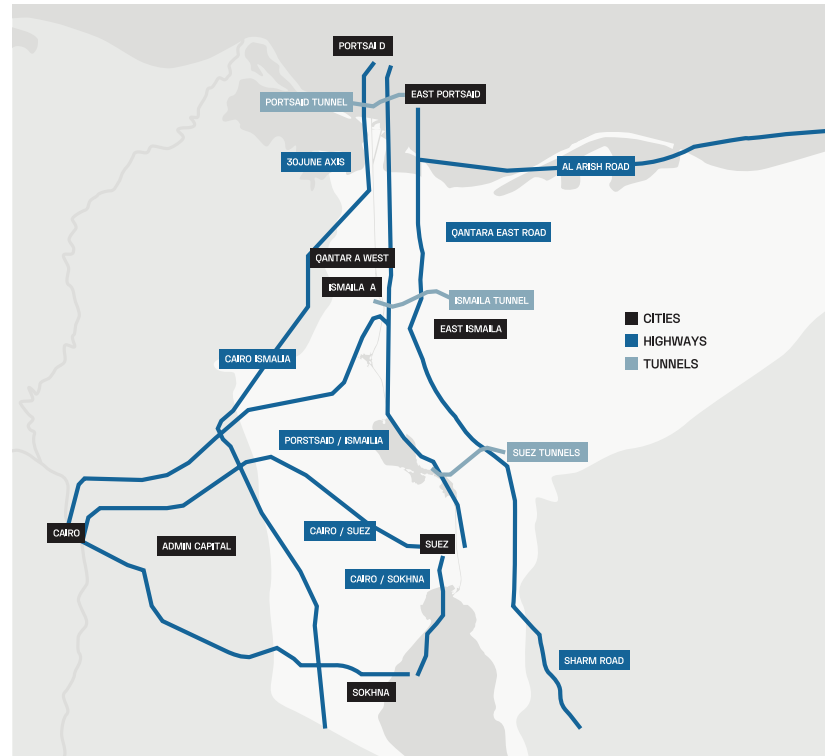 PORTSAI D
EAST PORTSAID
PORTSAID TUNNEL
30JUNE AXIS
AL ARISH ROAD
QANTARA EAST ROAD
QANTAR A WEST
ISMAILA A
ISMAILA TUNNEL
EAST ISMAILA
CITIES
HIGHWAYS
TUNNELS
CAIRO ISMALIA
PORSTSAID / ISMAILIA
SUEZ TUNNELS
CAIRO
ADMIN CAPITAL
CAIRO / SUEZ
SUEZ
CAIRO / SOKHNA
SHARM ROAD
SOKHNA